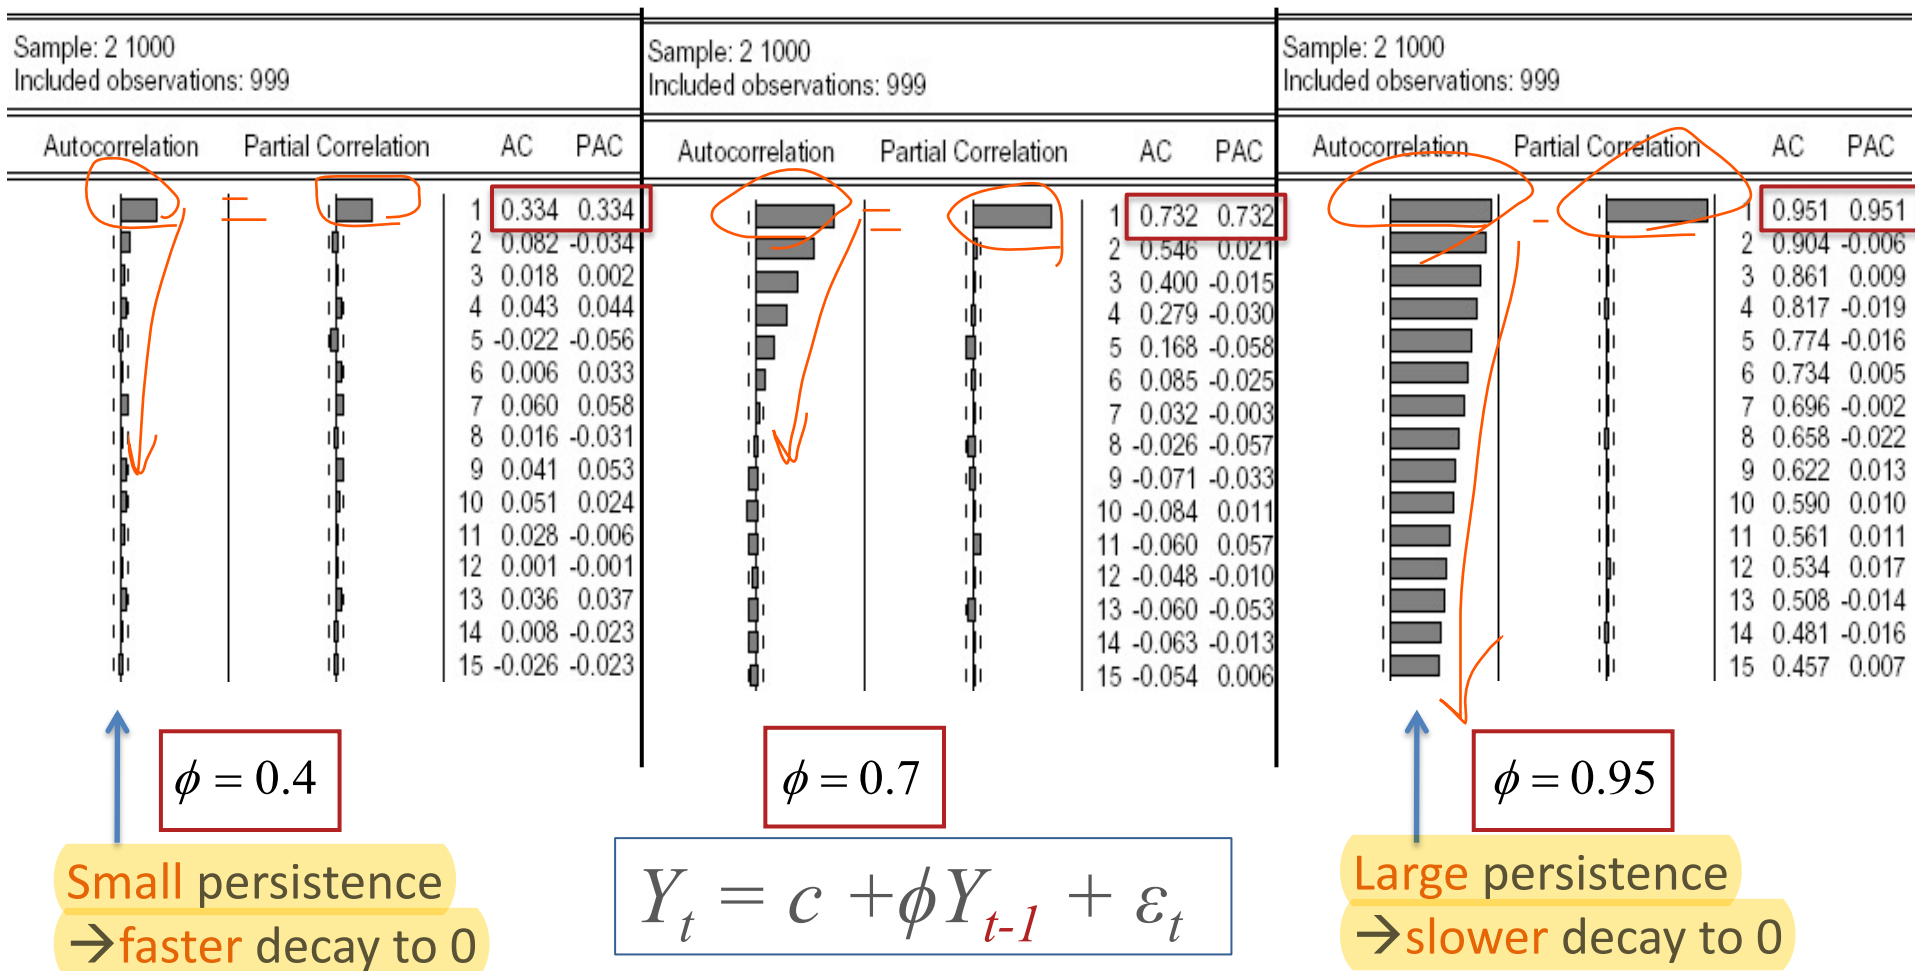 Sample: 2 1000
Included observations: 999
Autocorrelation Partial Correlation AC PAC
1 0.334 0.334
2 0.082 -0.034
3 0.018 0.002
4 0.043 0.044
5 -0.022 -0.056
6 0.006 0.033
7 0.060 0.058
8 0.016 -0.031
9 0.041 0.053
10 0.051 0.024
11 0.028 -0.006
12 0.001 -0.001
13 0.036 0.037
14 0.008 -0.023
15 -0.026 -0.023
ϕ = 0.4
Small persistence
→faster decay to 0
Sample: 2 1000
Included observations: 999
Autocorrelation Partial Correlation AC PAC
1 0.732 0.732
2 0.546 0.021
3 0.400 -0.015
4 0.279 -0.030
5 0.168 -0.058
6 0.085 -0.025
7 0.032 -0.003
8 -0.026 -0.057
9 -0.071 -0.033
10 -0.084 0.011
11 -0.060 0.057
12 -0.048 -0.010
13 -0.060 -0.053
14 -0.063 -0.013
15 -0.054 0.006
ϕ = 0.7
Y_t = c +ϕY_{t-1} + ε_t
Sample: 2 1000
Included observations: 999
Autocorrelation Partial Correlation AC PAC
1 0.951 0.951
2 0.904 -0.006
3 0.861 0.009
4 0.817 -0.019
5 0.774 -0.016
6 0.734 0.005
7 0.696 -0.002
8 0.658 -0.022
9 0.622 0.013
10 0.590 0.010
11 0.561 0.011
12 0.534 0.017
13 0.508 -0.014
14 0.481 -0.016
15 0.457 0.007
ϕ = 0.95
Large persistence
→slower decay to 0